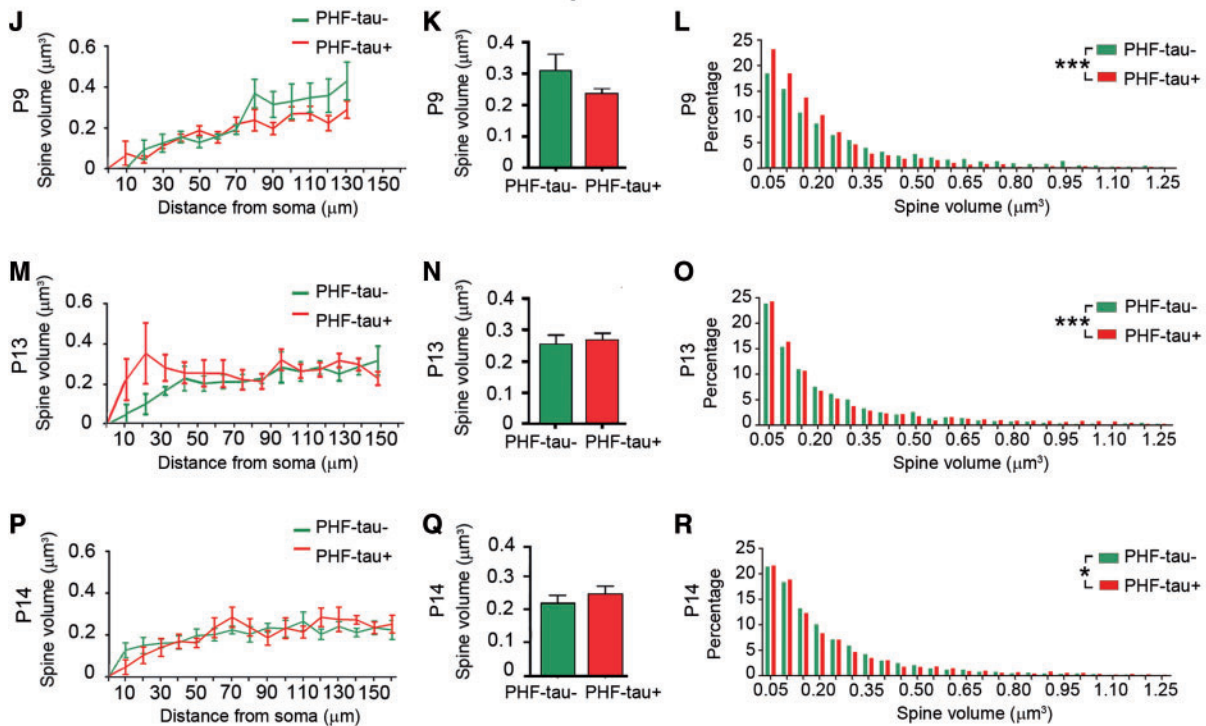 J
PHF-tau-
PHF-tau+
P9
Spine volume (μm³)
0.6
0.4
0.2
0
10 30 50 70 90 110 130 150
Distance from soma (μm)
K
P9
Spine volume (μm³)
0.4
0.3
0.2
0.1
0
PHF-tau- PHF-tau+
L
P9
Percentage
25
20
15
10
5
0
PHF-tau-
***
PHF-tau+
0.05 0.20 0.35 0.50 0.65 0.80 0.95 1.10 1.25
Spine volume (μm³)
M
PHF-tau-
PHF-tau+
P13
Spine volume (μm³)
0.6
0.4
0.2
0
10 30 50 70 90 110 130 150
Distance from soma (μm)
N
P13
Spine volume (μm³)
0.4
0.3
0.2
0.1
0
PHF-tau- PHF-tau+
O
P13
Percentage
25
20
15
10
5
0
PHF-tau-
***
PHF-tau+
0.05 0.20 0.35 0.50 0.65 0.80 0.95 1.10 1.25
Spine volume (μm³)
P
PHF-tau-
PHF-tau+
P14
Spine volume (μm³)
0.6
0.4
0.2
0
10 30 50 70 90 110 130 150
Distance from soma (μm)
Q
P14
Spine volume (μm³)
0.4
0.3
0.2
0.1
0
PHF-tau- PHF-tau+
R
P14
Percentage
25
20
15
10
5
0
PHF-tau-
*
PHF-tau+
0.05 0.20 0.35 0.50 0.65 0.80 0.95 1.10 1.25
Spine volume (μm³)